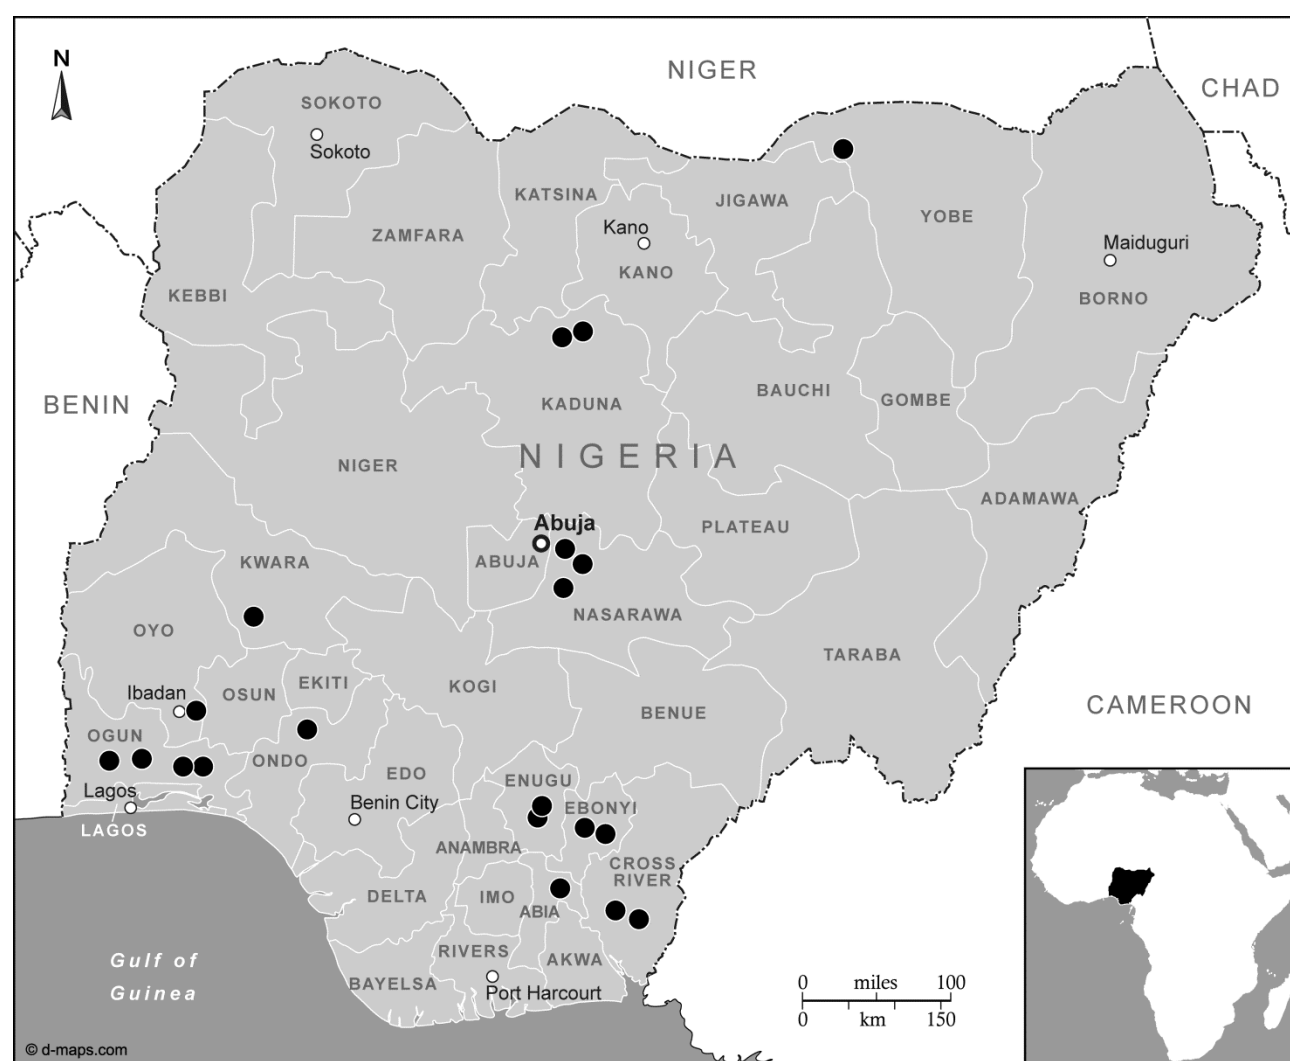 N
NIGER
CHAD
SOKOTO
Sokoto
KATSINA
JIGAWA
YOBE
ZAMFARA
Kano
KANO
Maiduguri
BORNO
KEBBI
BENIN
KADUNA
BAUCHI
GOMBE
NIGER
NIGERIA
ADAMAWA
Abuja
PLATEAU
KWARA
ABUJA
NASARAWA
OYO
TARABA
Ibadan
OSUN
EKITI
KOGI
BENUE
CAMEROON
OGUN
ONDO
EDO
ENUGU
EBONYI
Lagos
LAGOS
Benin City
ANAMBRA
CROSS
RIVER
DELTA
IMO
ABIA
RIVERS
AKWA
BAYELSA
Port Harcourt
Gulf of
Guinea
0 miles 100
0 km 150
© d-maps.com